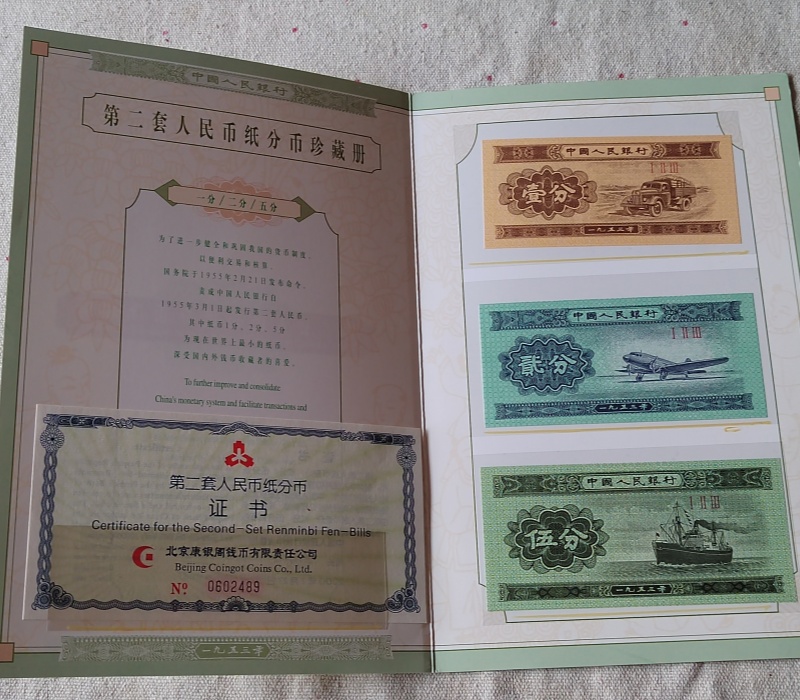 中国人民银行
第二套人民币纸分币珍藏册
一分/二分/五分
为了进一步健全和巩固我国的货币制度,
以便利交易和核算,
国务院于1955年2月21日发布命令,
责成中国人民银行自
1955年3月1日起发行第二套人民币,
其中纸币1分、2分、5分
为现在世界上最小的纸币,
深受国内外钱币收藏者的喜爱。
To further improve and consolidate
China's monetary system and facilitate transactions and
第二套人民币纸分币
证书
Certificate for the Second-Set Renminbi Fen-Bills
北京康银阁钱币有限责任公司
Beijing Coingot Coins Co., Ltd.
No 0602489
一九五三年
中国人民银行
I II III
壹分
一九五三年
中国人民银行
I II III
贰分
一九五三年
中国人民银行
I II III
伍分
一九五三年